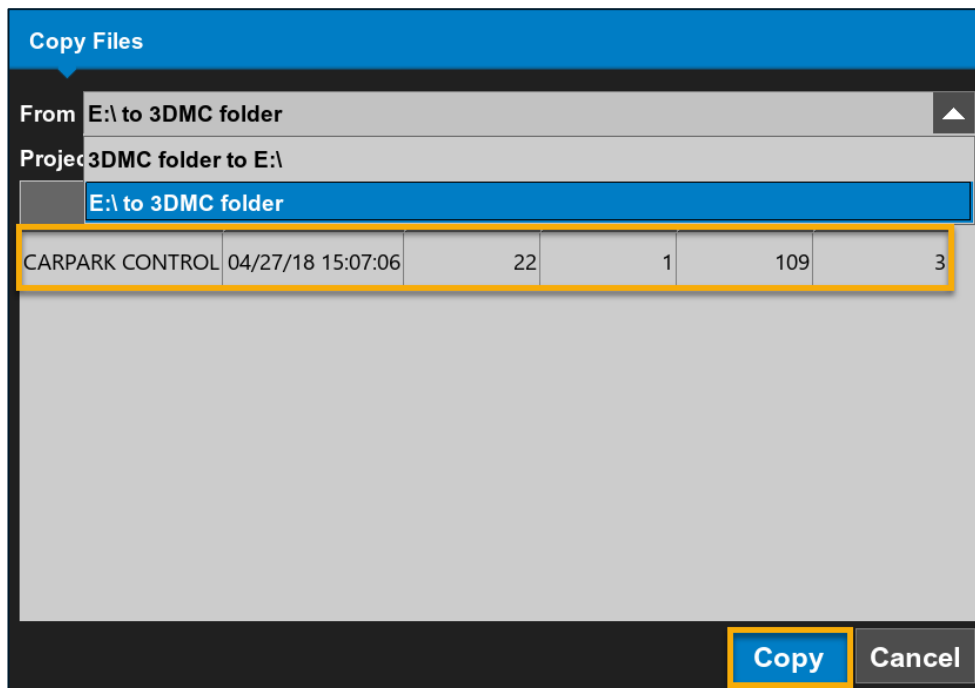 Copy Files
From E:\ to 3DMC folder
Projec 3DMC folder to E:\
E:\ to 3DMC folder
CARPARK CONTROL 04/27/18 15:07:06 22 1 109 3
Copy Cancel